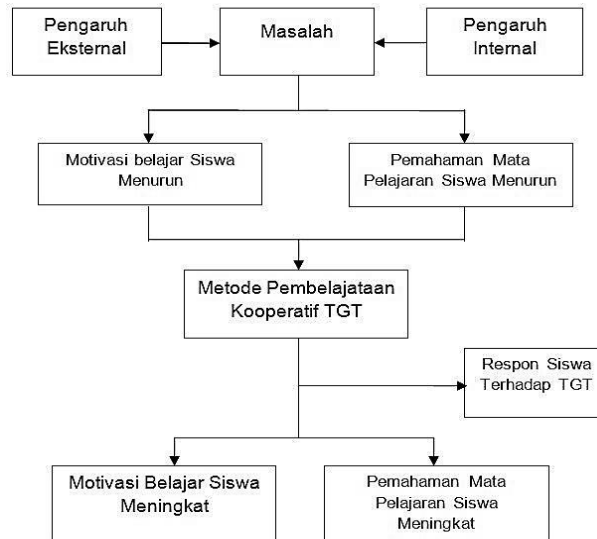 Pengaruh
Eksternal
Masalah
Pengaruh
Internal
Motivasi belajar Siswa
Menurun
Pemahaman Mata
Pelajaran Siswa Menurun
Metode Pembelajataan
Kooperatif TGT
Respon Siswa
Terhadap TGT
Motivasi Belajar Siswa
Meningkat
Pemahaman Mata
Pelajaran Siswa
Meningkat